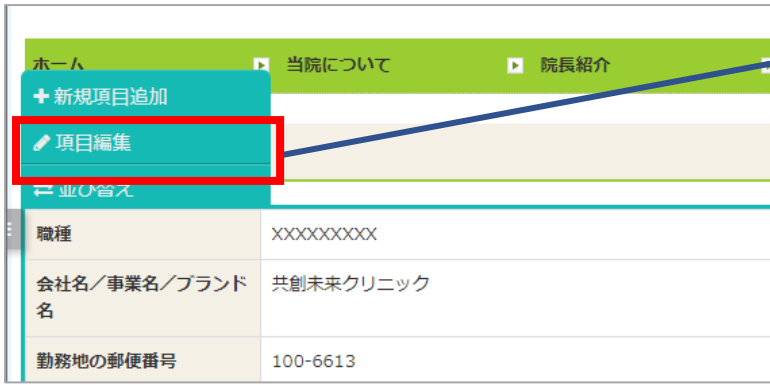 ホーム 当院について 院長紹介
新規項目追加
項目編集
並び替え
職種 XXXXXXXXX
会社名／事業名／ブランド 共創未来クリニック
名
勤務地の郵便番号 100-6613